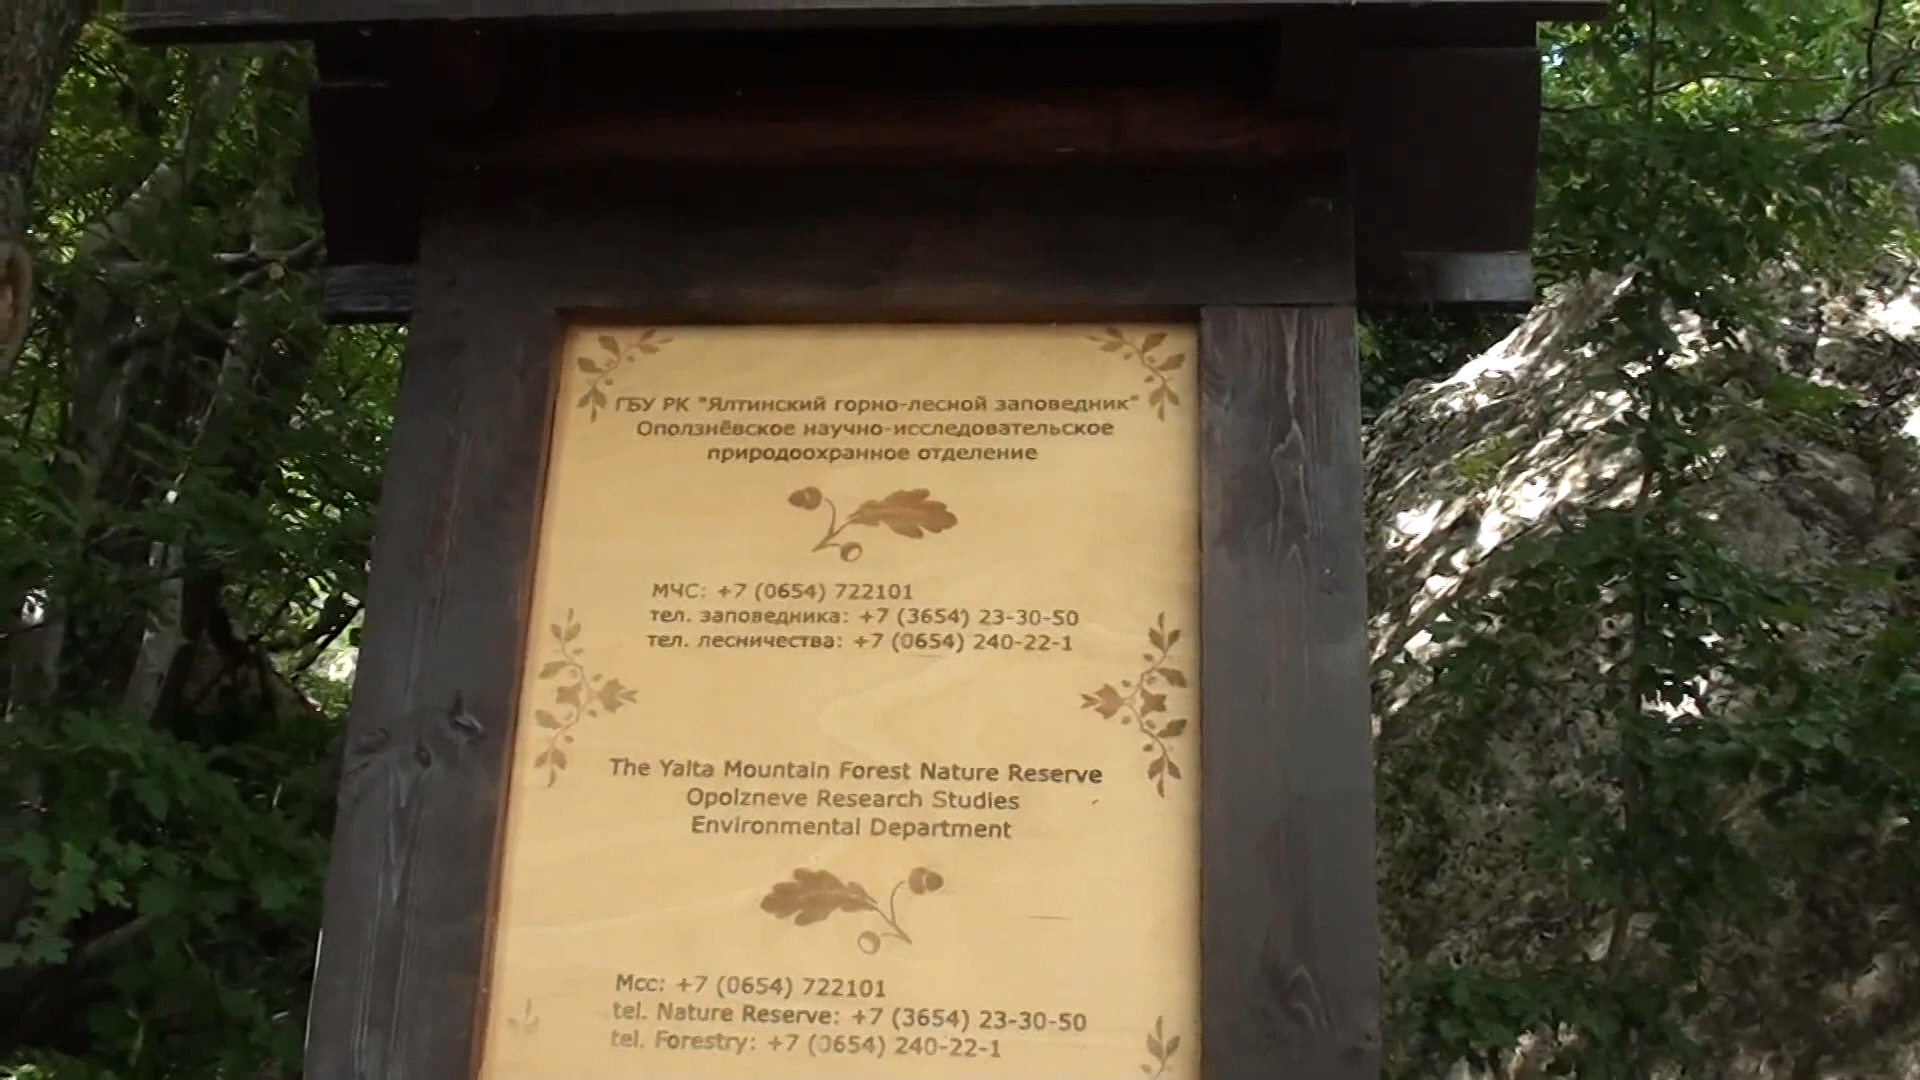 ГБУ РК "Ялтинский горно-лесной заповедник"
Оползнёвское научно-исследовательское
природоохранное отделение
МЧС: +7 (0654) 722101
тел. заповедника: +7 (3654) 23-30-50
тел. лесничества: +7 (0654) 240-22-1
The Yalta Mountain Forest Nature Reserve
Opolzneve Research Studies
Environmental Department
Mcc: +7 (0654) 722101
tel. Nature Reserve: +7 (3654) 23-30-50
tel. Forestry: +7 (0654) 240-22-1